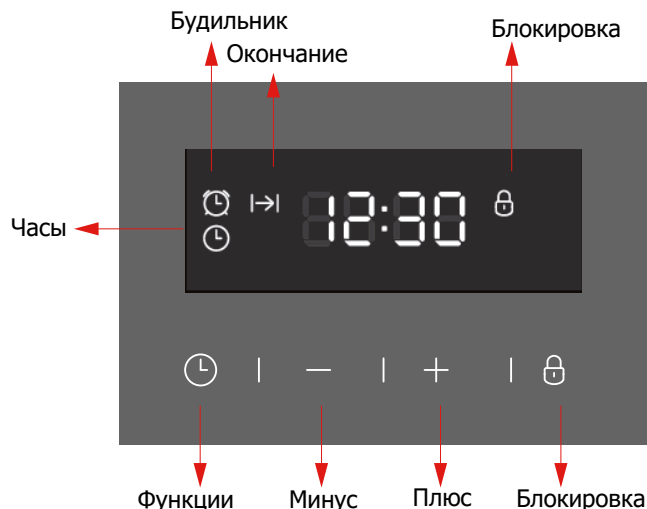 Будильник
Окончание
Блокировка
12:30
Часы
Функции
Минус
Плюс
Блокировка